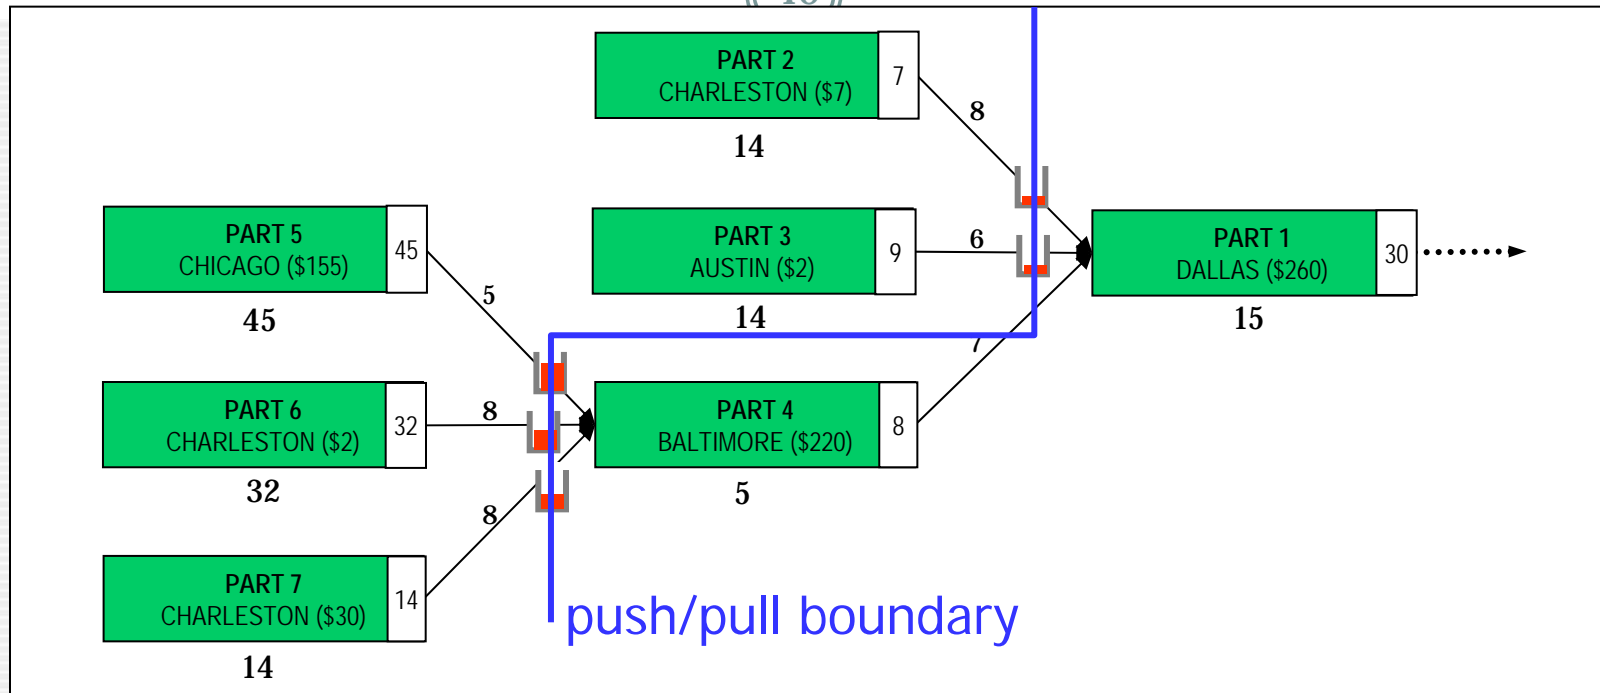 PART 2
CHARLESTON ($7)
7
8
14
PART 5
CHICAGO ($155)
45
5
45
PART 3
AUSTIN ($2)
9
6
14
PART 1
DALLAS ($260)
30
15
PART 6
CHARLESTON ($2)
32
8
32
PART 4
BALTIMORE ($220)
8
5
PART 7
CHARLESTON ($30)
14
8
14
push/pull boundary